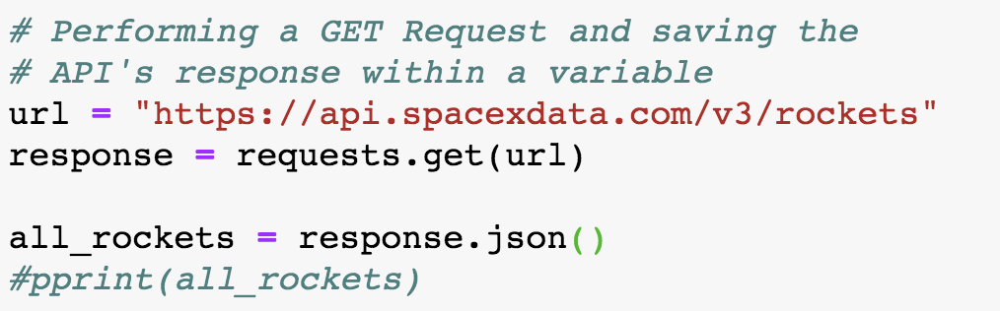 # Performing a GET Request and saving the
# API's response within a variable
url = "https://api.spacexdata.com/v3/rockets"
response = requests.get(url)
all_rockets = response.json()
#pprint(all_rockets)